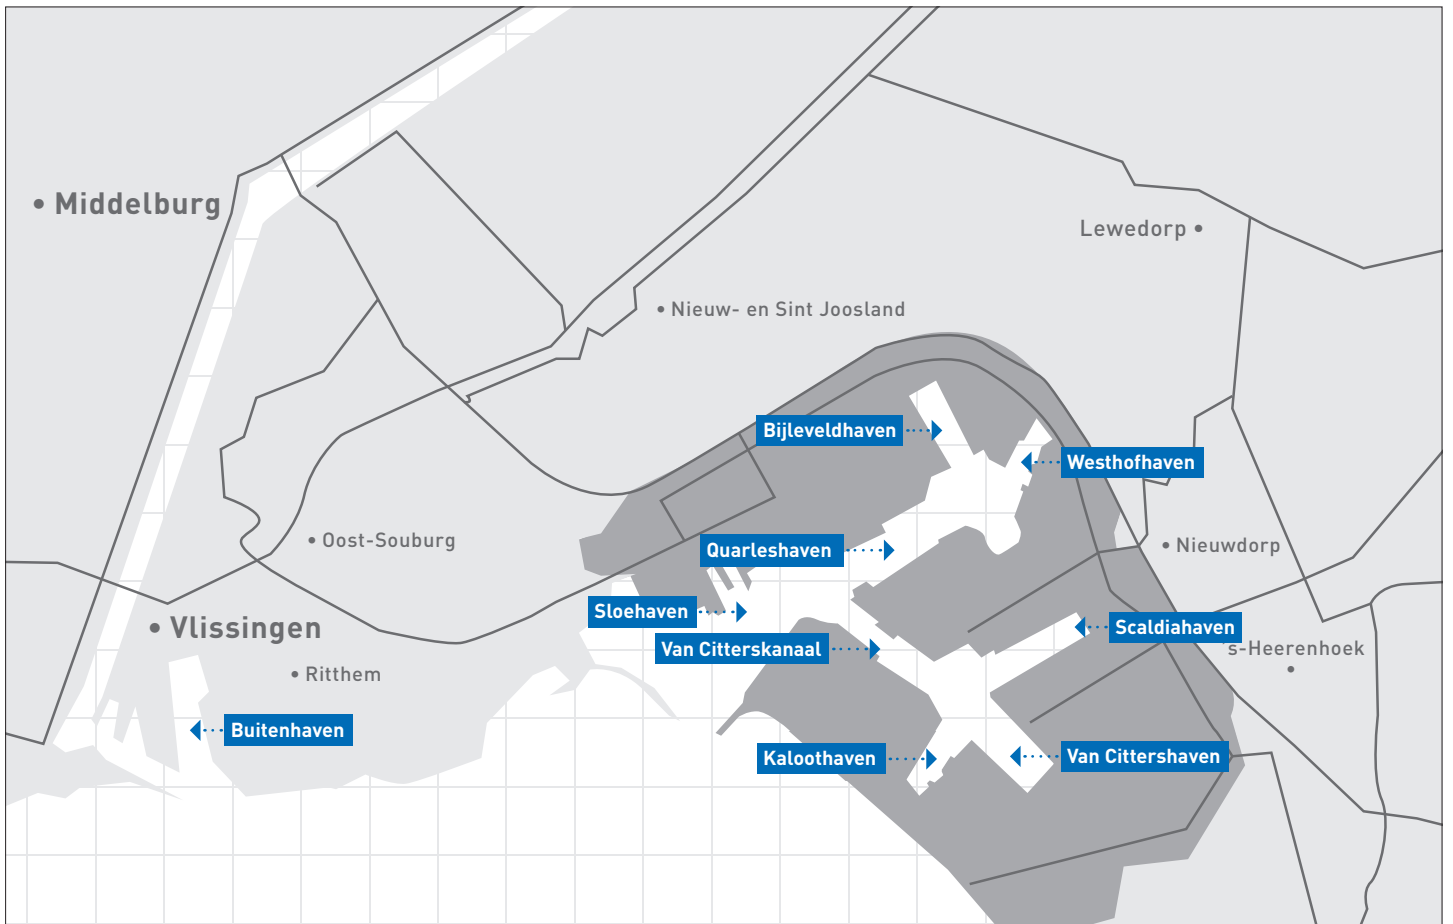 Middelburg
Lewedorp
Nieuw- en Sint Joosland
Bijleveldhaven
Westhofhaven
Oost-Souburg
Quarleshaven
Nieuwdorp
Sloehaven
Vlissingen
Scaldiahaven
Van Citterskanaal
s-Heerenhoek
Ritthem
Buitenhaven
Kaloothaven
Van Cittershaven